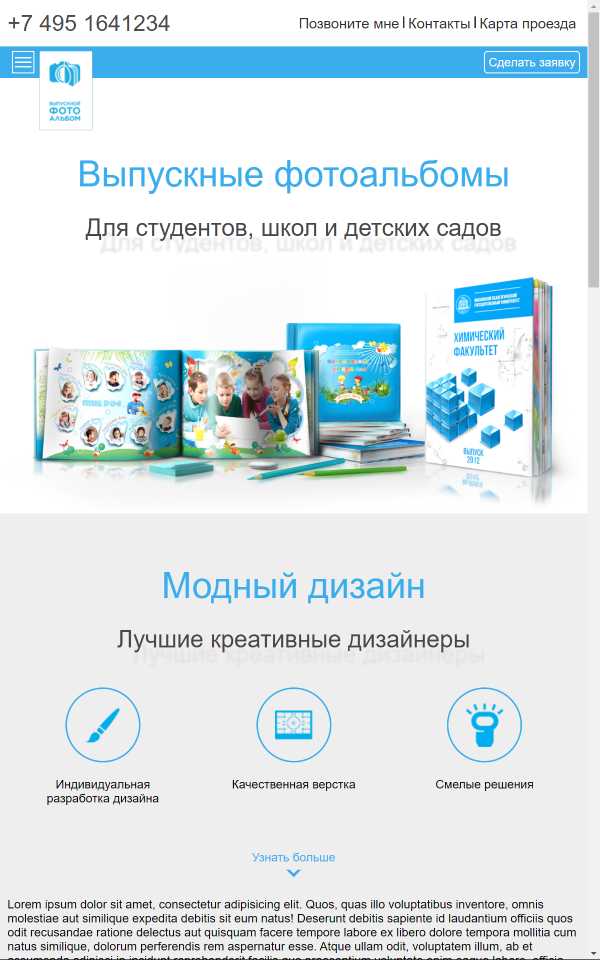 +7 495 1641234
Позвоните мне
Контакты
Карта проезда
Сделать заявку
ВЫПУСКНОЙ
ФОТО
АЛЬБОМ
Выпускные фотоальбомы
Для студентов, школ и детских садов
ХИМИЧЕСКИЙ
ФАКУЛЬТЕТ
ВЫПУСК
2012
Модный дизайн
Лучшие креативные дизайнеры
Индивидуальная
разработка дизайна
Качественная верстка
Смелые решения
Узнать больше
Lorem ipsum dolor sit amet, consectetur adipisicing elit. Quos, quas illo voluptatibus inventore, omnis
molestiae aut similique expedita debitis sit eum natus! Deserunt debitis sapiente id laudantium officiis quos
odit recusandae ratione delectus aut quisquam facere tempore labore ex libero dolore tempora mollitia cum
natus similique, dolorum perferendis rem aspernatur esse. Atque ullam odit, voluptatem illum, ab et